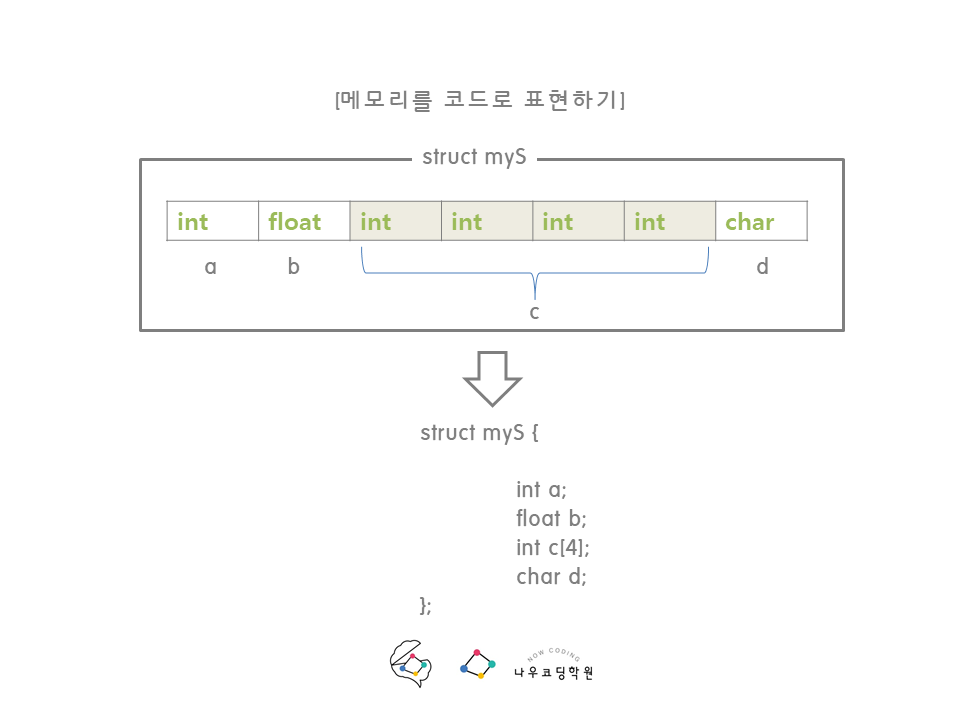 [메모리를 코드로 표현하기]
struct myS
int float int int int int char
a b d
c
struct myS {
int a;
float b;
int c[4];
char d;
};
NOW CODING
나우코딩학원